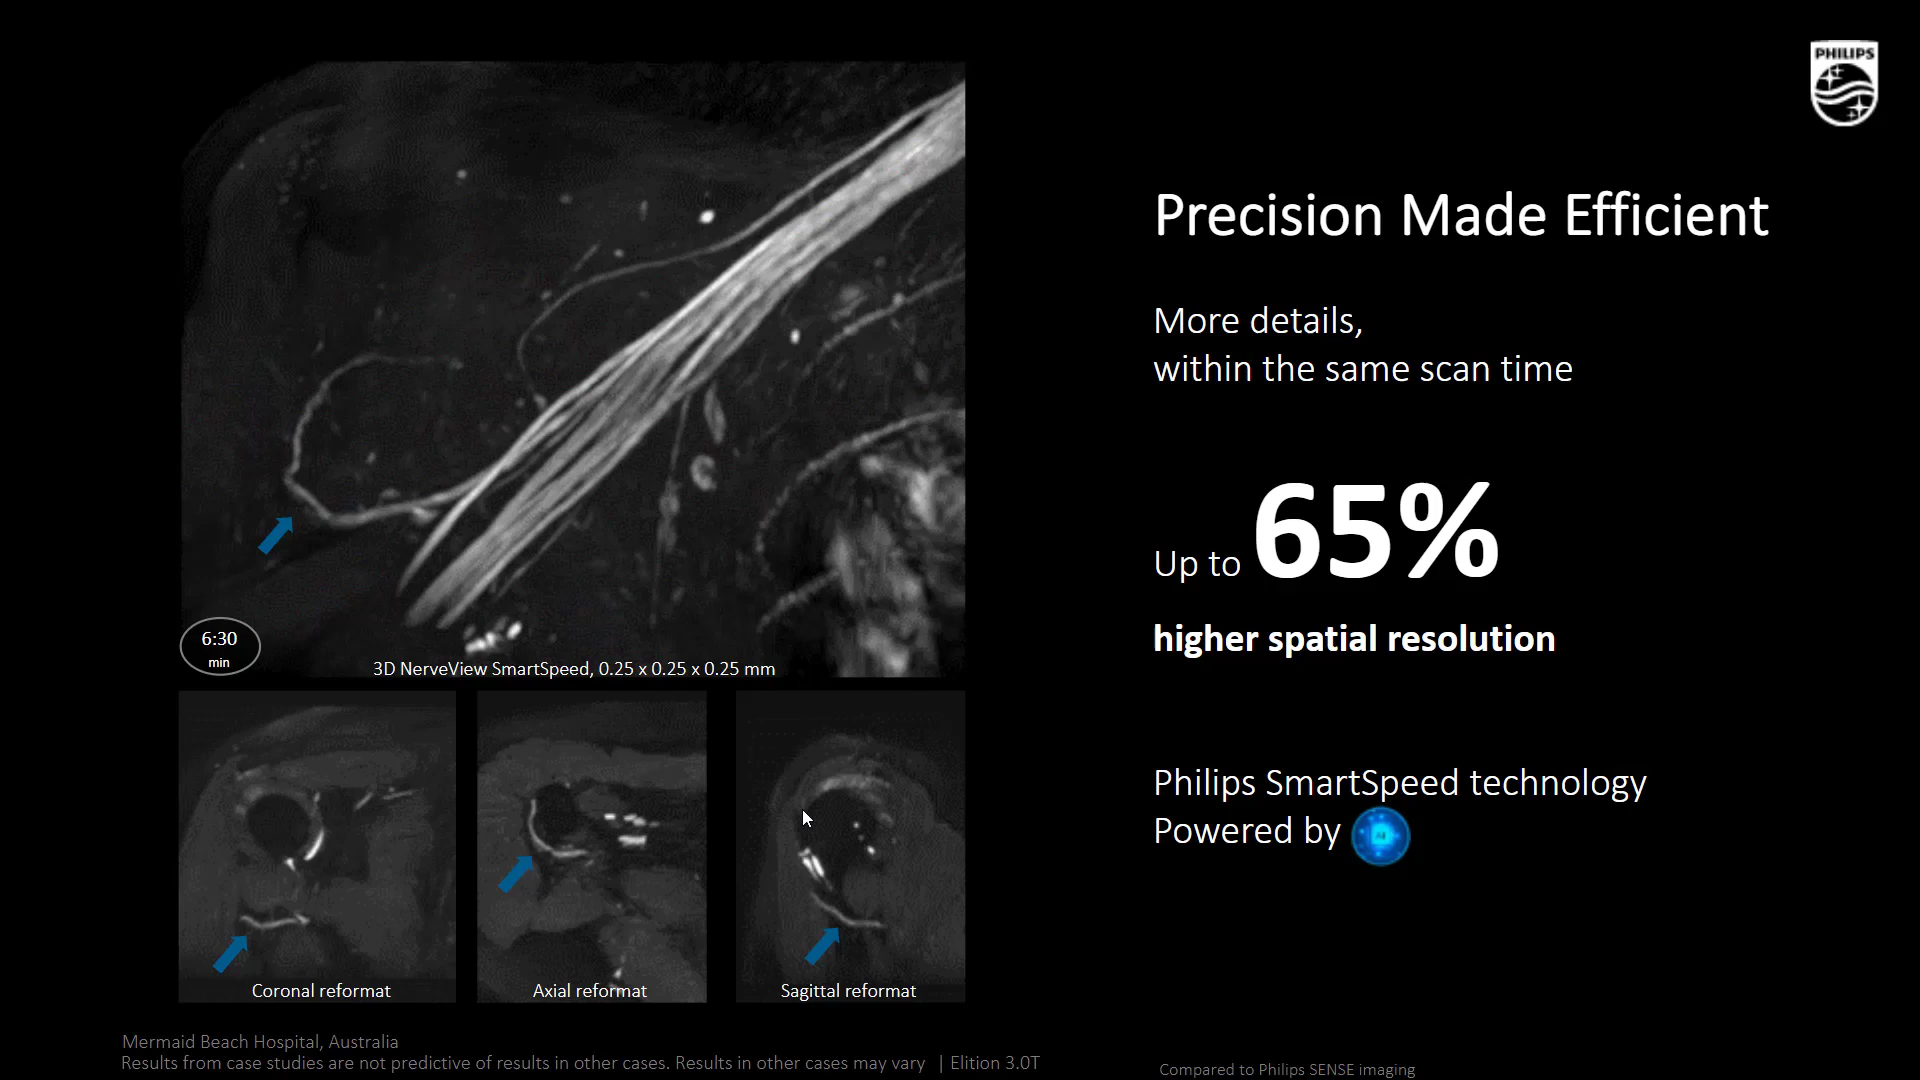 PHILIPS
Precision Made Efficient
More details,
within the same scan time
Up to 65%
higher spatial resolution
Philips SmartSpeed technology
Powered by AI
6:30
min
3D NerveView SmartSpeed, 0.25 x 0.25 x 0.25 mm
Coronal reformat
Axial reformat
Sagittal reformat
Mermaid Beach Hospital, Australia
Results from case studies are not predictive of results in other cases. Results in other cases may vary | Elition 3.0T
Compared to Philips SENSE imaging